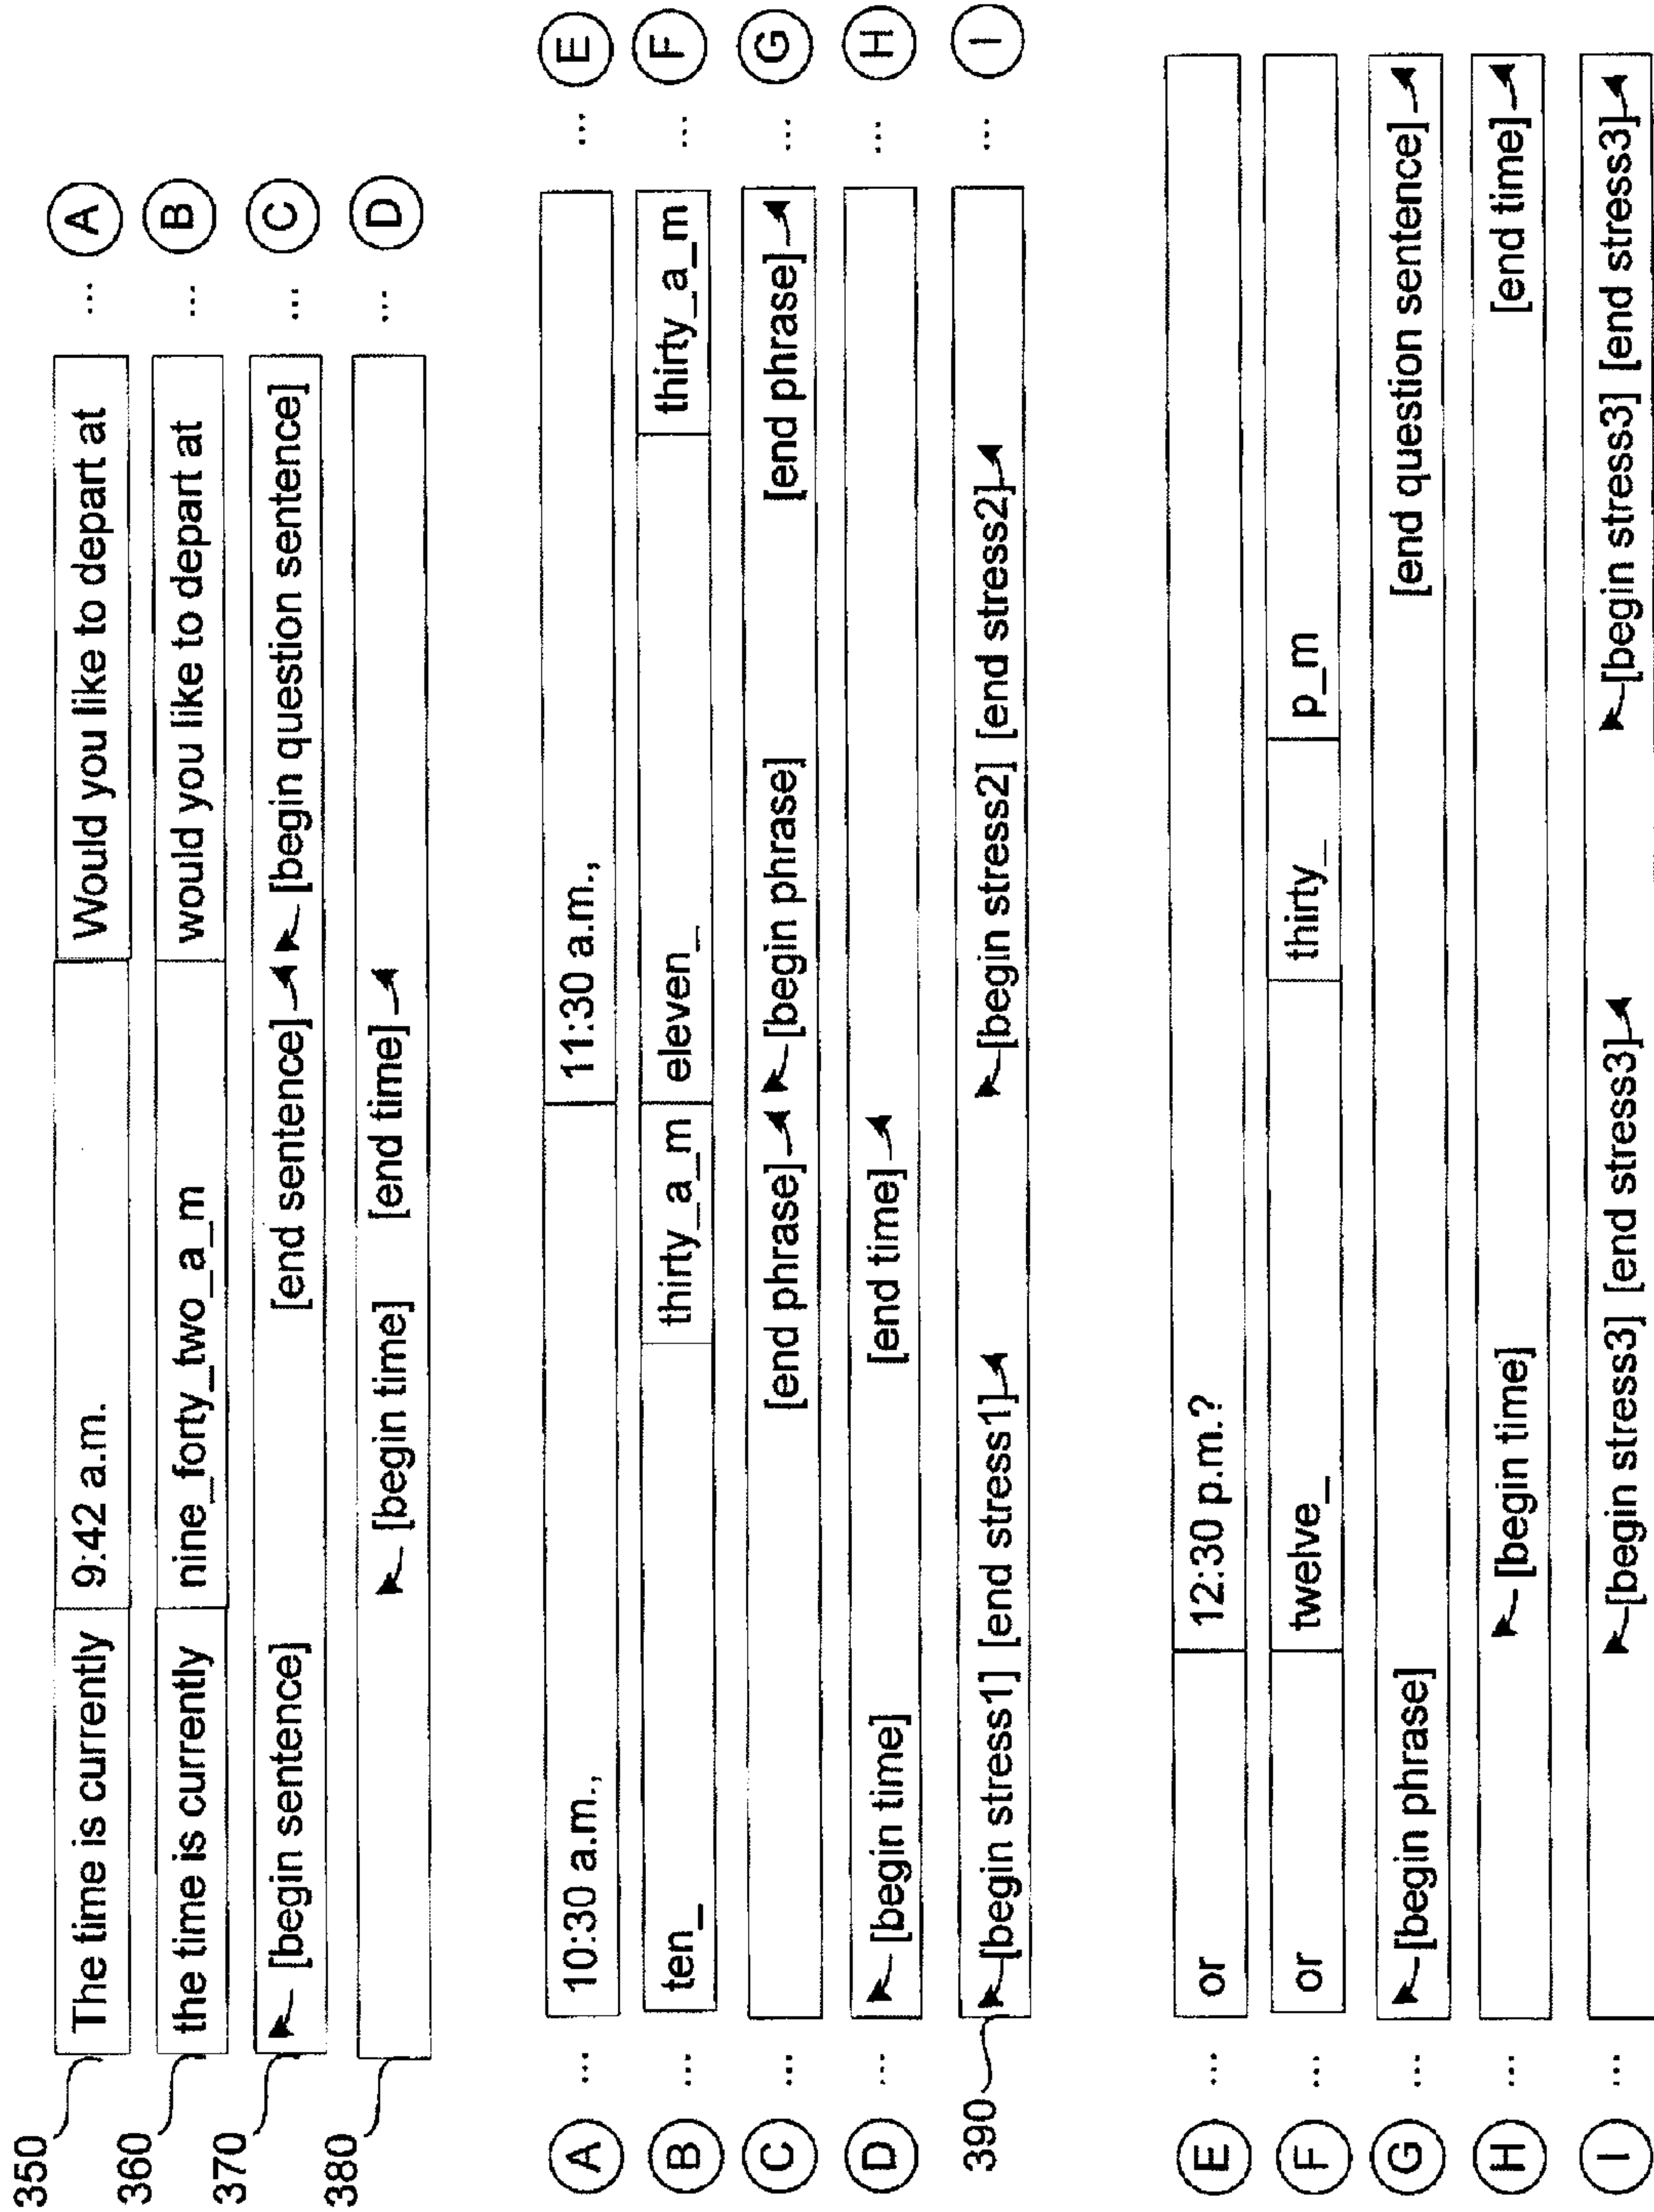 350 The time is currently 9:42 a.m. Would you like to depart at ... A
360 the time is currently nine_forty_two_a_m would you like to depart at ... B
370 [begin sentence] [end sentence] [begin question sentence] ... C
380 [begin time] [end time] ... D
A ... 10:30 a.m., 11:30 a.m., ... E
B ... ten_ thirty_a_m eleven_ thirty_a_m ... F
C ... [end phrase] [begin phrase] [end phrase] ... G
D ... [begin time] [end time] ... H
390 [begin stress1] [end stress1] [begin stress2] [end stress2] ... I
E ... or 12:30 p.m.?
F ... or twelve_ thirty_ p_m
G ... [begin phrase] [end question sentence]
H ... [begin time] [end time]
I ... [begin stress3] [end stress3] [begin stress3] [end stress3]